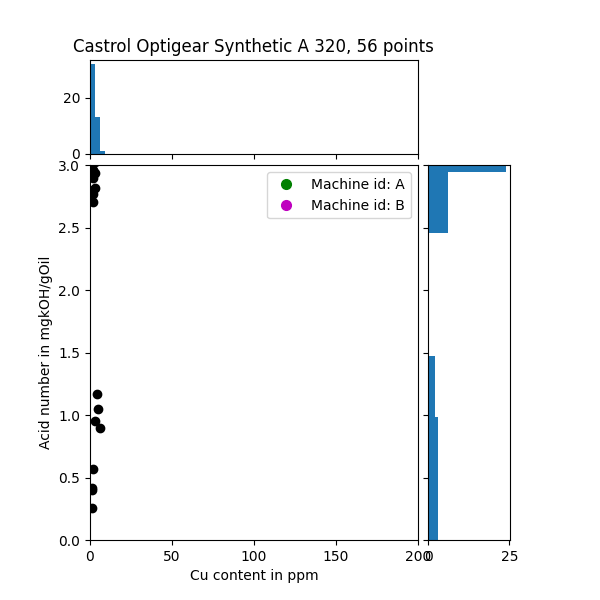 Castrol Optigear Synthetic A 320, 56 points
20
0
3.0
2.5
2.0
1.5
1.0
0.5
0.0
Acid number in mgkOH/gOil
Machine id: A
Machine id: B
0 50 100 150 200
0 25
Cu content in ppm